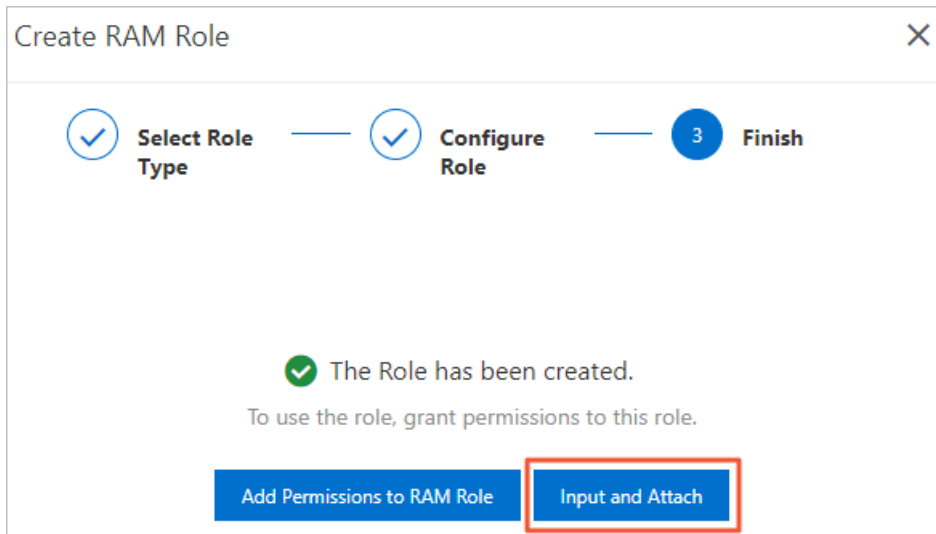 Create RAM Role
Select Role
Type
Configure
Role
3
Finish
The Role has been created.
To use the role, grant permissions to this role.
Add Permissions to RAM Role
Input and Attach